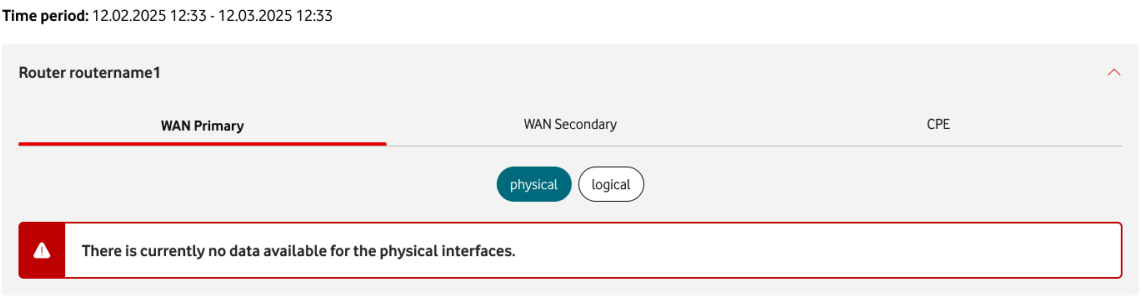 Time period: 12.02.2025 12:33 - 12.03.2025 12:33
Router routername1
WAN Primary
WAN Secondary
CPE
physical
logical
There is currently no data available for the physical interfaces.